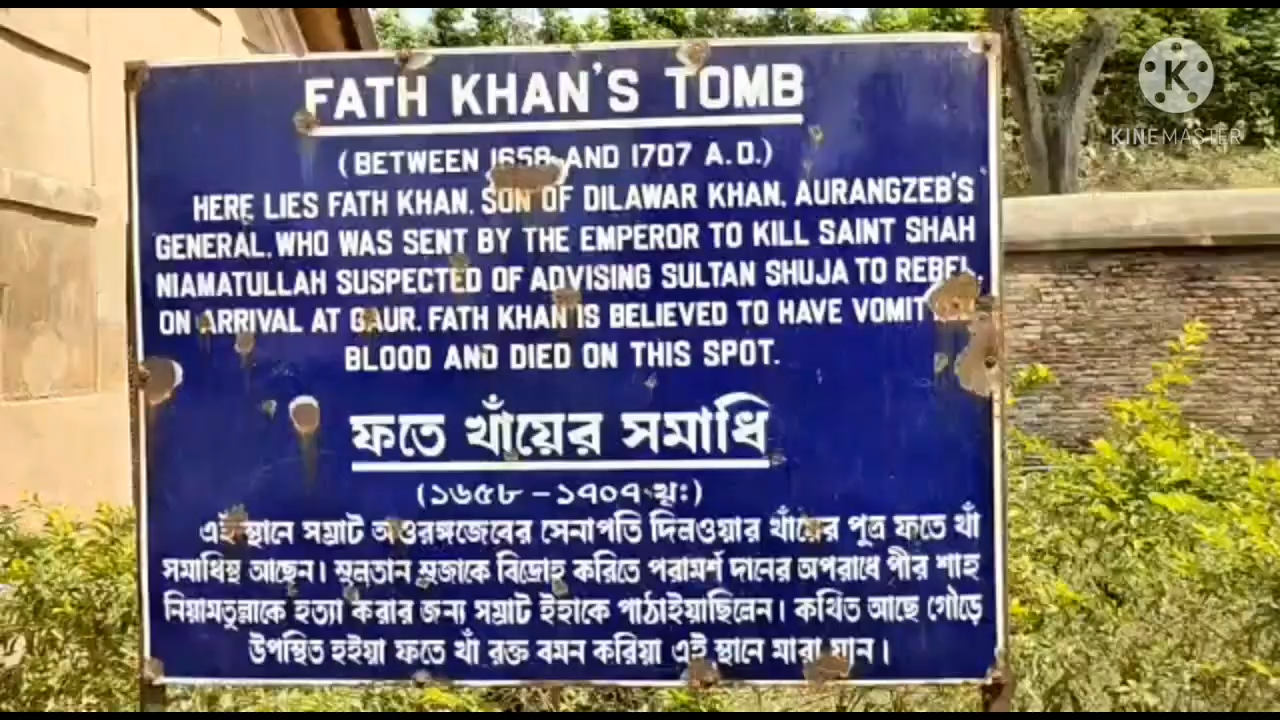 FATH KHAN'S TOMB
(BETWEEN 1658 AND 1707 A.D.)
HERE LIES FATH KHAN, SON OF DILAWAR KHAN, AURANGZEB'S
GENERAL, WHO WAS SENT BY THE EMPEROR TO KILL SAINT SHAH
NIAMATULLAH SUSPECTED OF ADVISING SULTAN SHUJA TO REBEL.
ON ARRIVAL AT GAUR, FATH KHAN IS BELIEVED TO HAVE VOMIT
BLOOD AND DIED ON THIS SPOT.
ফতে খাঁয়ের সমাধি
(১৬৫৮ – ১৭০৭ খৃঃ)
এই স্থানে সম্রাট অওরঙ্গজেবের সেনাপতি দিলওয়ার খাঁয়ের পুত্র ফতে খাঁ
সমাধিস্থ আছেন। সুলতান সুজাকে বিদ্রোহ করিতে পরামর্শ দানের অপরাধে পীর শাহ
নিয়ামতুল্লাকে হত্যা করার জন্য সম্রাট ইহাকে পাঠাইয়াছিলেন। কথিত আছে গৌড়ে
উপস্থিত হইয়া ফতে খাঁ রক্ত বমন করিয়া এই স্থানে মারা যান।
K
KINEMASTER